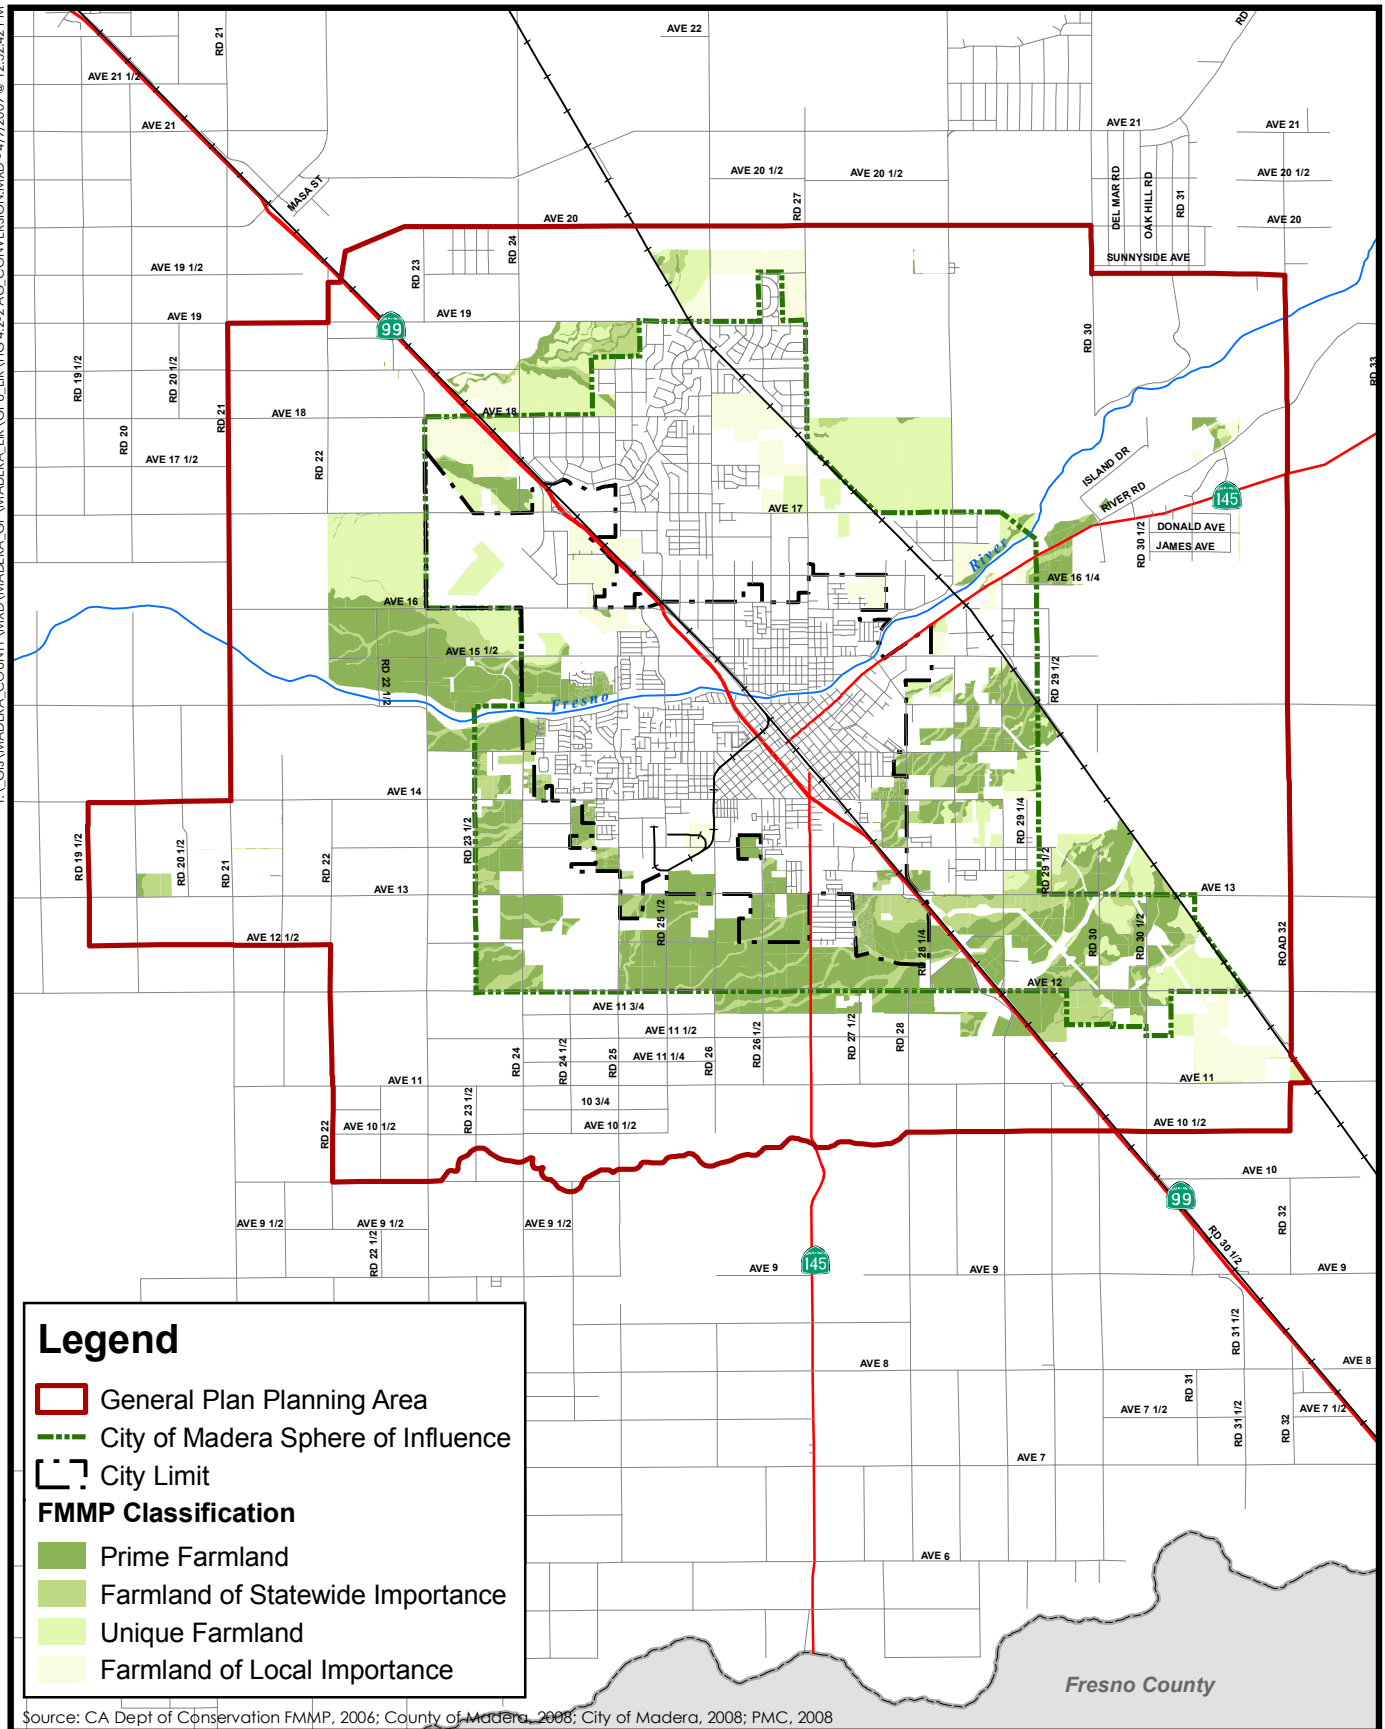 RD 21
AVE 22
RD
AVE 21 1/2
AVE 21
AVE 21
AVE 21
AVE 20 1/2
AVE 20 1/2
AVE 20 1/2
MASA ST
RD 27
DEL MAR RD
OAK HILL RD
RD 31
AVE 20
AVE 20
RD 24
SUNNYSIDE AVE
AVE 19 1/2
RD 23
AVE 19
AVE 19
99
RD 30
RD 33
RD 19 1/2
RD 20 1/2
RD 21
AVE 18
AVE 18
RD 20
RD 22
AVE 17 1/2
ISLAND DR
RIVER RD
145
AVE 17
RD 30 1/2
DONALD AVE
JAMES AVE
River
AVE 16 1/4
AVE 16
AVE 15 1/2
RD 22 1/2
RD 29 1/2
Fresno
AVE 14
RD 19 1/2
RD 20 1/2
RD 21
RD 22
RD 23 1/2
RD 29 1/4
RD 29 1/2
AVE 13
AVE 13
RD 25 1/2
RD 28 1/4
RD 30
RD 30 1/2
ROAD 32
AVE 12 1/2
AVE 12
AVE 11 3/4
AVE 11 1/2
AVE 11 1/4
RD 24
RD 24 1/2
RD 25
RD 26
RD 26 1/2
RD 27 1/2
RD 28
AVE 11
AVE 11
RD 23 1/2
10 3/4
RD 22
AVE 10 1/2
AVE 10 1/2
AVE 10 1/2
AVE 10
99
AVE 9 1/2
AVE 9 1/2
AVE 9 1/2
RD 22 1/2
RD 32
RD 30 1/2
145
AVE 9
AVE 9
AVE 9
RD 31 1/2
AVE 8
AVE 8
RD 31
AVE 7 1/2
RD 31 1/2
RD 32
AVE 7 1/2
AVE 7
AVE 6
Legend
General Plan Planning Area
City of Madera Sphere of Influence
City Limit
FMMP Classification
Prime Farmland
Farmland of Statewide Importance
Unique Farmland
Farmland of Local Importance
Fresno County
Source: CA Dept of Conservation FMMP, 2006; County of Madera, 2008; City of Madera, 2008; PMC, 2008